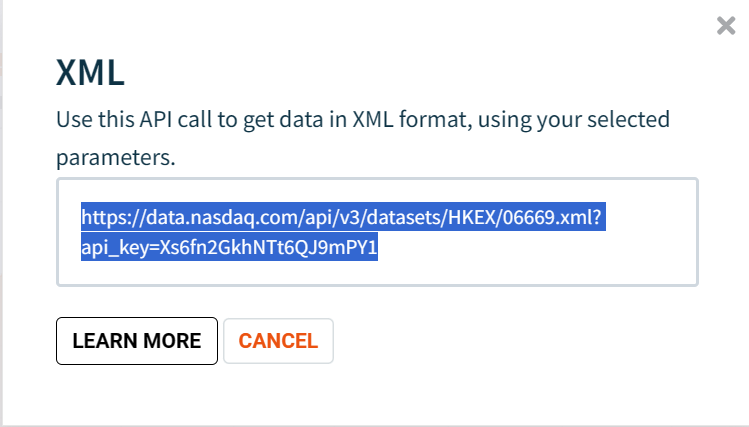 XML
Use this API call to get data in XML format, using your selected
parameters.
https://data.nasdaq.com/api/v3/datasets/HKEX/06669.xml?
api_key=Xs6fn2GkhNTt6QJ9mPY1
LEARN MORE CANCEL